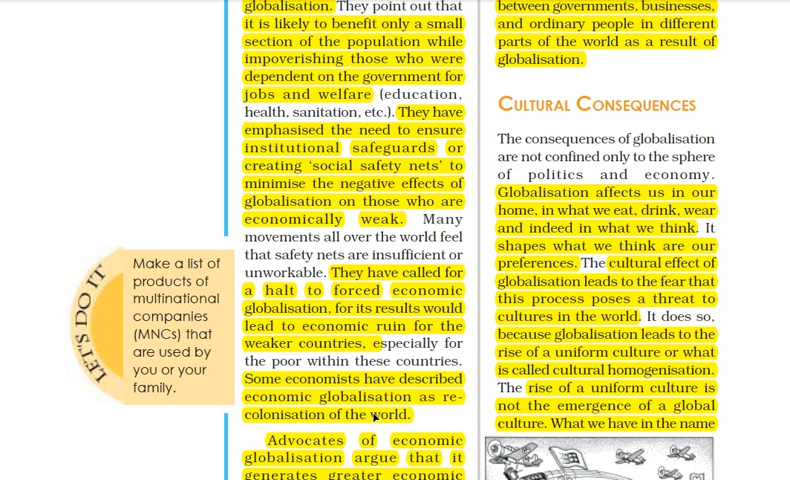 globalisation. They point out that
it is likely to benefit only a small
section of the population while
impoverishing those who were
dependent on the government for
jobs and welfare (education,
health, sanitation, etc.). They have
emphasised the need to ensure
institutional safeguards or
creating ‘social safety nets’ to
minimise the negative effects of
globalisation on those who are
economically weak. Many
movements all over the world feel
that safety nets are insufficient or
unworkable. They have called for
a halt to forced economic
globalisation, for its results would
lead to economic ruin for the
weaker countries, especially for
the poor within these countries.
Some economists have described
economic globalisation as re-
colonisation of the world.
Advocates of economic
globalisation argue that it
generates greater economic
LET'S DO IT
Make a list of
products of
multinational
companies
(MNCs) that
are used by
you or your
family.
between governments, businesses,
and ordinary people in different
parts of the world as a result of
globalisation.
CULTURAL CONSEQUENCES
The consequences of globalisation
are not confined only to the sphere
of politics and economy.
Globalisation affects us in our
home, in what we eat, drink, wear
and indeed in what we think. It
shapes what we think are our
preferences. The cultural effect of
globalisation leads to the fear that
this process poses a threat to
cultures in the world. It does so,
because globalisation leads to the
rise of a uniform culture or what
is called cultural homogenisation.
The rise of a uniform culture is
not the emergence of a global
culture. What we have in the name